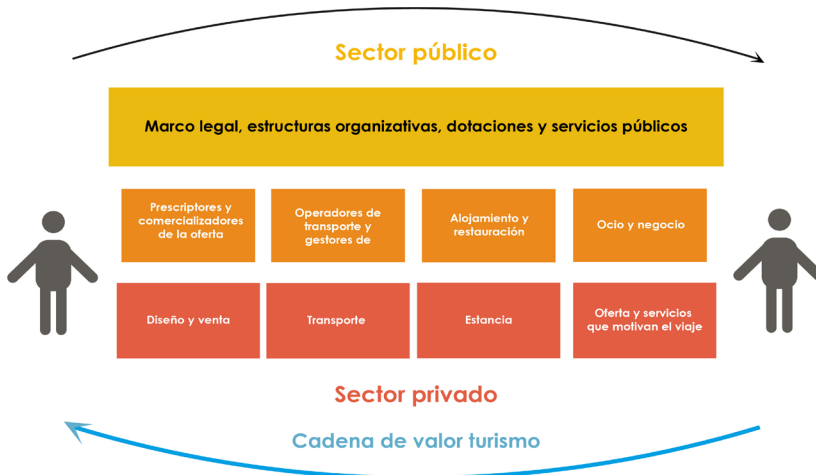 Sector público
Marco legal, estructuras organizativas, dotaciones y servicios públicos
Prescriptores y
comercializadores
de la oferta
Operadores de
transporte y
gestores de
Alojamiento y
restauración
Ocio y negocio
Diseño y venta
Transporte
Estancia
Oferta y servicios
que motivan el viaje
Sector privado
Cadena de valor turismo